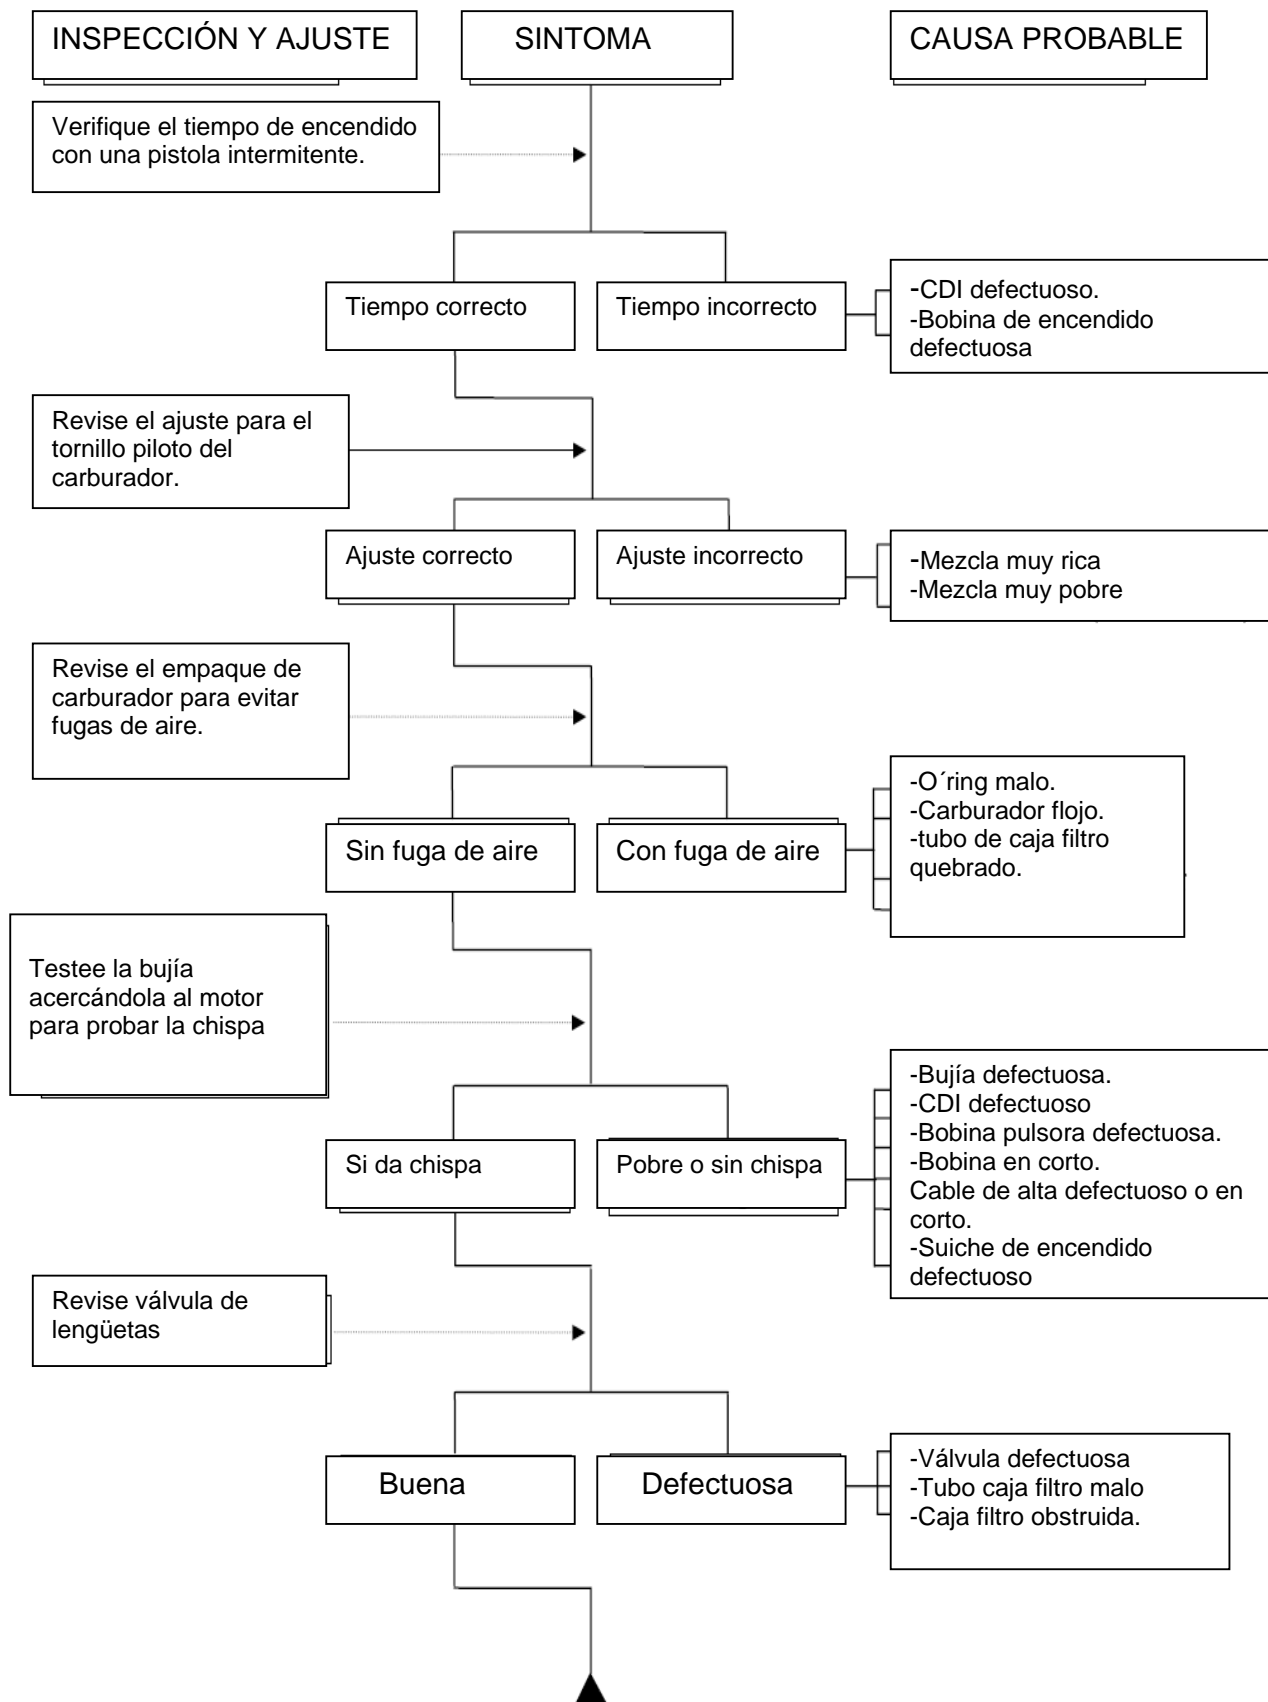 INSPECCIÓN Y AJUSTE
SINTOMA
CAUSA PROBABLE
Verifique el tiempo de encendido
con una pistola intermitente.
Tiempo correcto
Tiempo incorrecto
-CDI defectuoso.
-Bobina de encendido
defectuosa
Revise el ajuste para el
tornillo piloto del
carburador.
Ajuste correcto
Ajuste incorrecto
-Mezcla muy rica
-Mezcla muy pobre
Revise el empaque de
carburador para evitar
fugas de aire.
Sin fuga de aire
Con fuga de aire
-O´ring malo.
-Carburador flojo.
-tubo de caja filtro
quebrado.
Testee la bujía
acercándola al motor
para probar la chispa
Si da chispa
Pobre o sin chispa
-Bujía defectuosa.
-CDI defectuoso
-Bobina pulsora defectuosa.
-Bobina en corto.
Cable de alta defectuoso o en
corto.
-Suiche de encendido
defectuoso
Revise válvula de
lengüetas
Buena
Defectuosa
-Válvula defectuosa
-Tubo caja filtro malo
-Caja filtro obstruida.